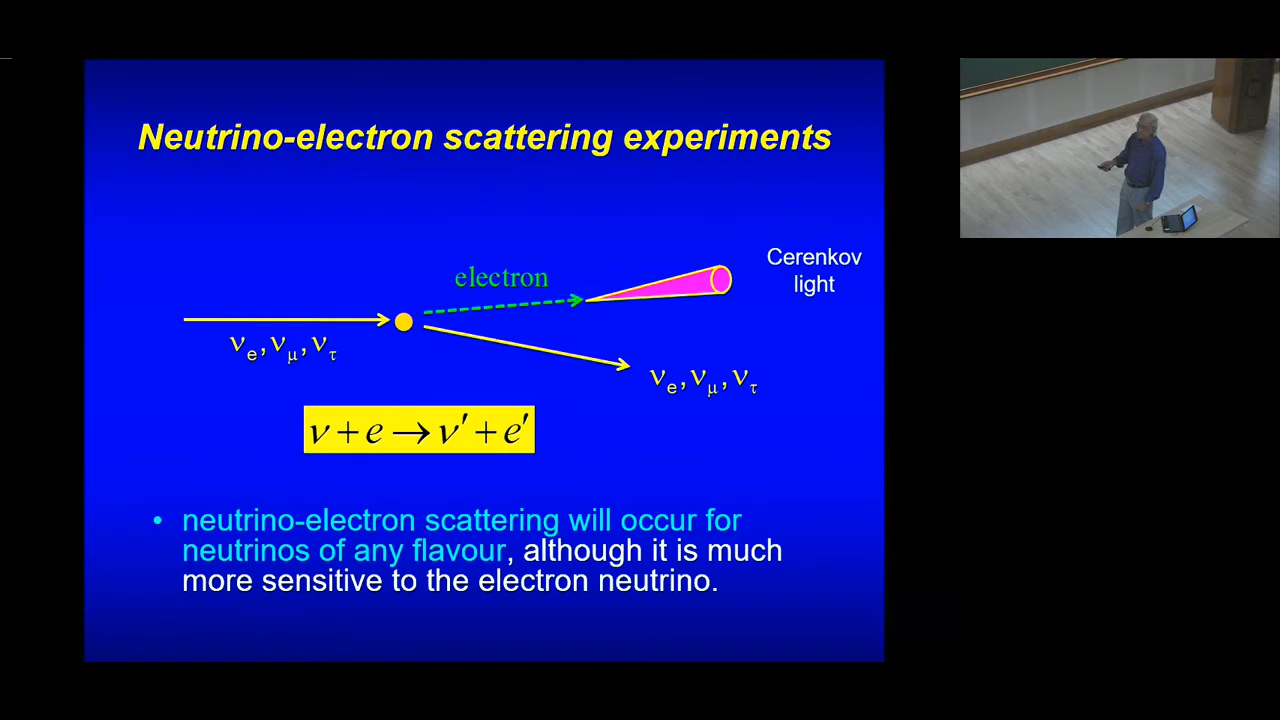 Neutrino-electron scattering experiments
Cerenkov
light
electron
νe,νμ,ντ
νe,νμ,ντ
ν + e → ν′ + e′
• neutrino-electron scattering will occur for
neutrinos of any flavour, although it is much
more sensitive to the electron neutrino.